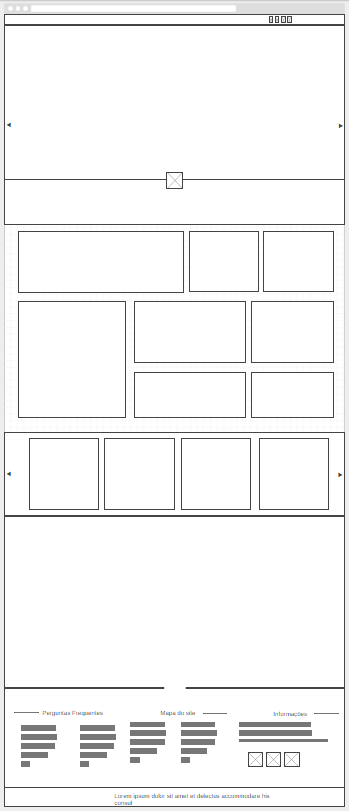 Perguntas Frequentes
Mapa do site
Informações
Lorem ipsum dolor sit amet et delectus accommodare his
consul